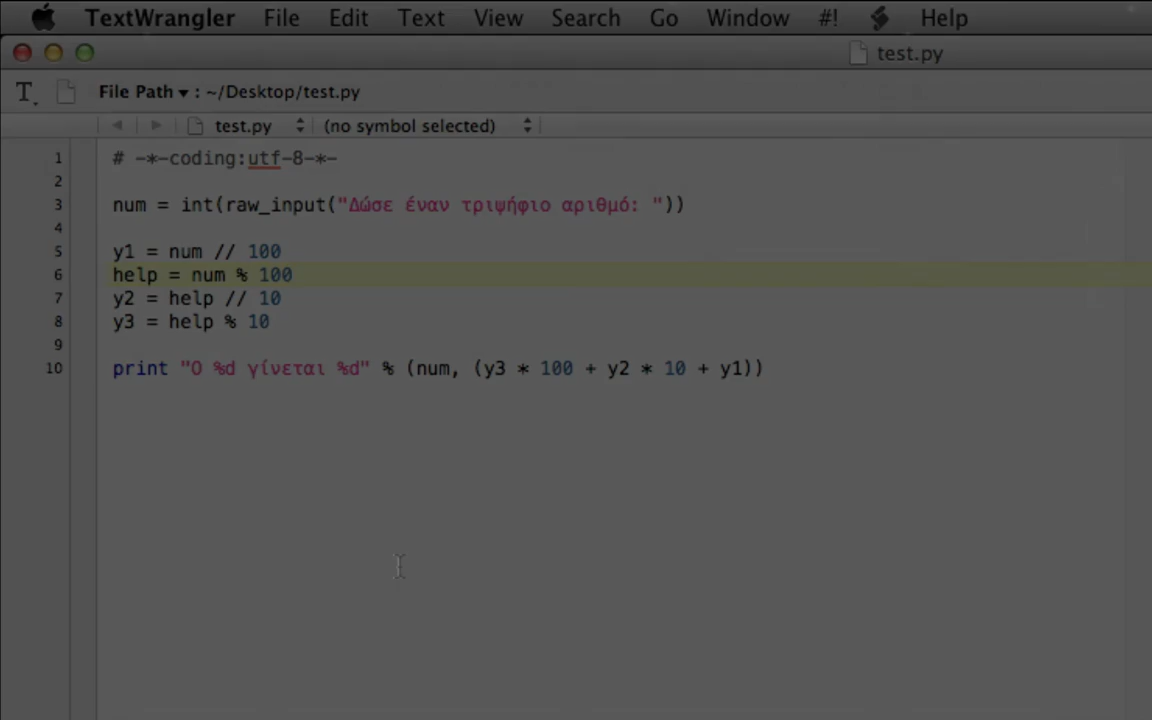 TextWrangler File Edit Text View Search Go Window #! Help
test.py
File Path ▾ : ~/Desktop/test.py
test.py (no symbol selected)
1 # -*-coding:utf-8-*-
2
3 num = int(raw_input("Δώσε έναν τριψήφιο αριθμό: "))
4
5 y1 = num // 100
6 help = num % 100
7 y2 = help // 10
8 y3 = help % 10
9
10 print "Ο %d γίνεται %d" % (num, (y3 * 100 + y2 * 10 + y1))